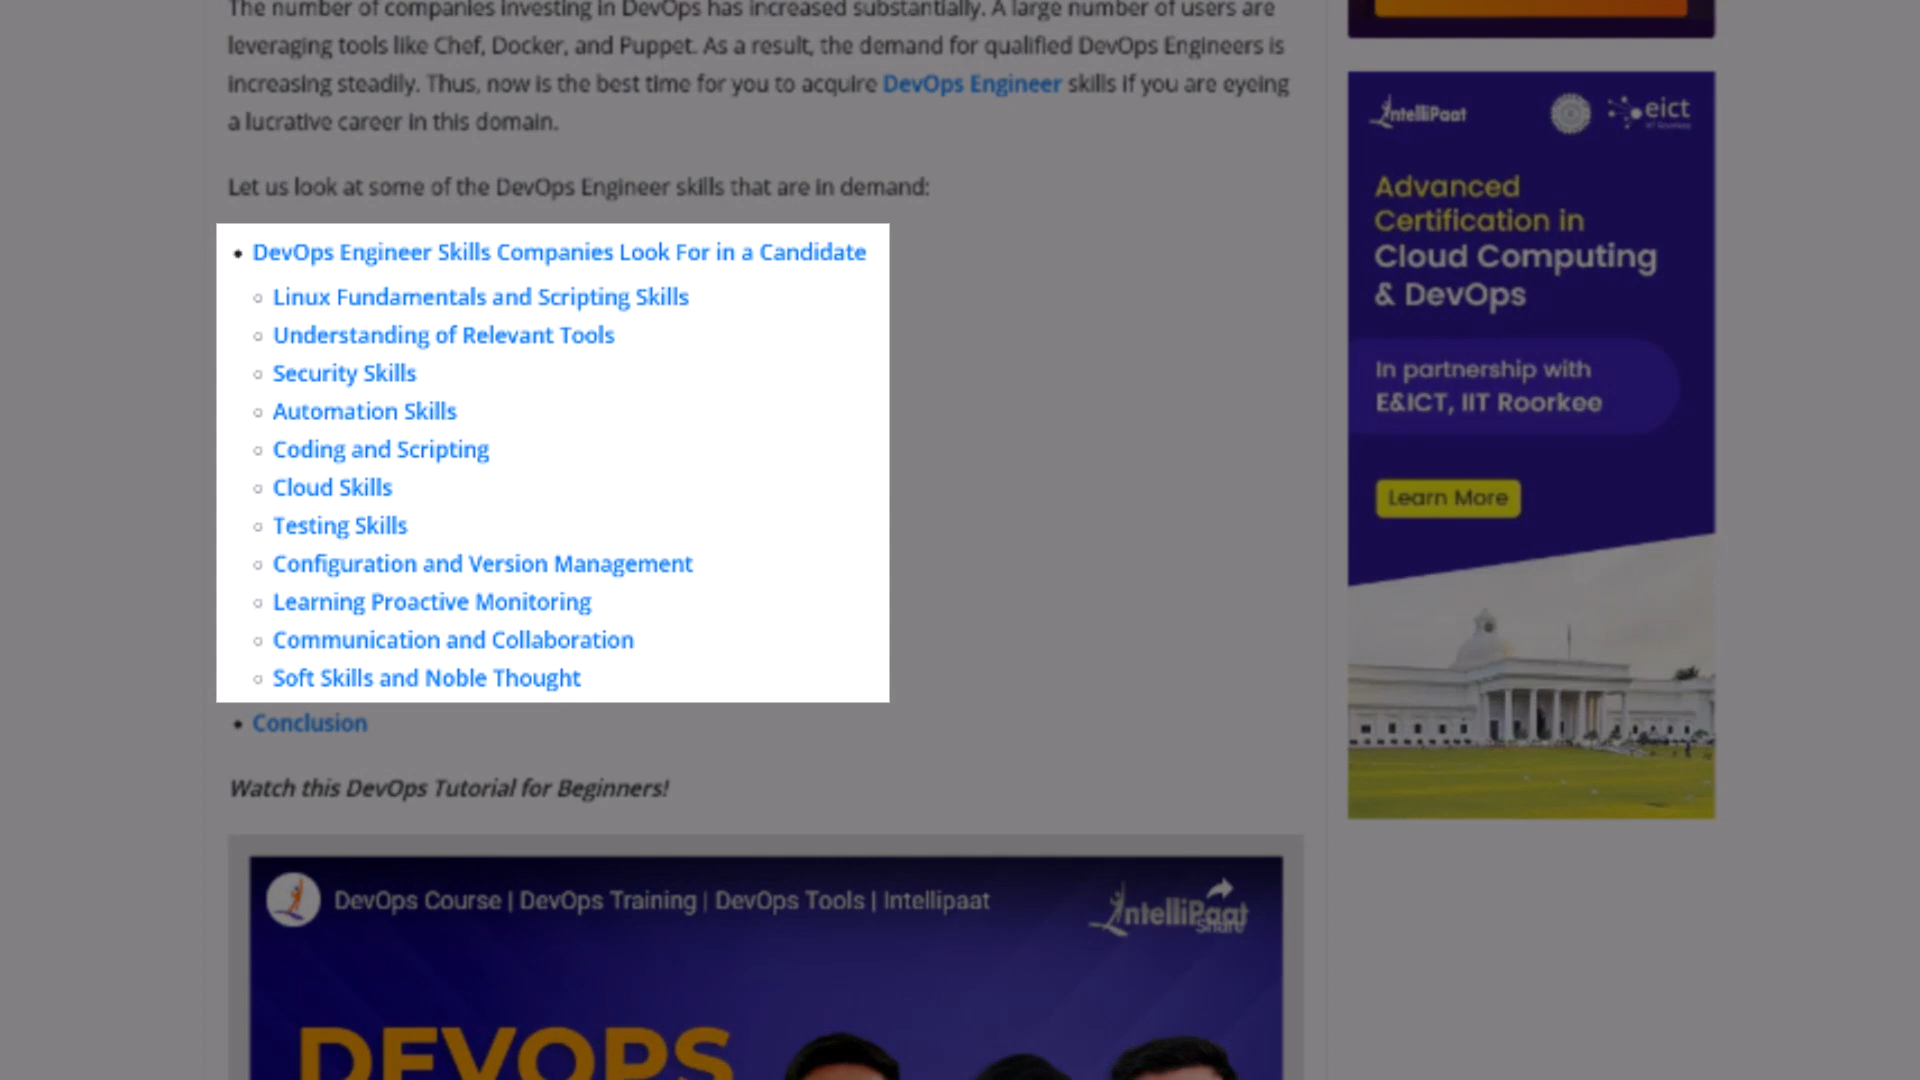 The number of companies investing in DevOps has increased substantially. A large number of users are
leveraging tools like Chef, Docker, and Puppet. As a result, the demand for qualified DevOps Engineers is
increasing steadily. Thus, now is the best time for you to acquire DevOps Engineer skills if you are eyeing
a lucrative career in this domain.
Let us look at some of the DevOps Engineer skills that are in demand:
DevOps Engineer Skills Companies Look For in a Candidate
Linux Fundamentals and Scripting Skills
Understanding of Relevant Tools
Security Skills
Automation Skills
Coding and Scripting
Cloud Skills
Testing Skills
Configuration and Version Management
Learning Proactive Monitoring
Communication and Collaboration
Soft Skills and Noble Thought
Conclusion
Watch this DevOps Tutorial for Beginners!
DevOps Course | DevOps Training | DevOps Tools | Intellipaat
IntelliPaat
Share
DEVOPS
IntelliPaat
eict
Advanced
Certification in
Cloud Computing
& DevOps
In partnership with
E&ICT, IIT Roorkee
Learn More